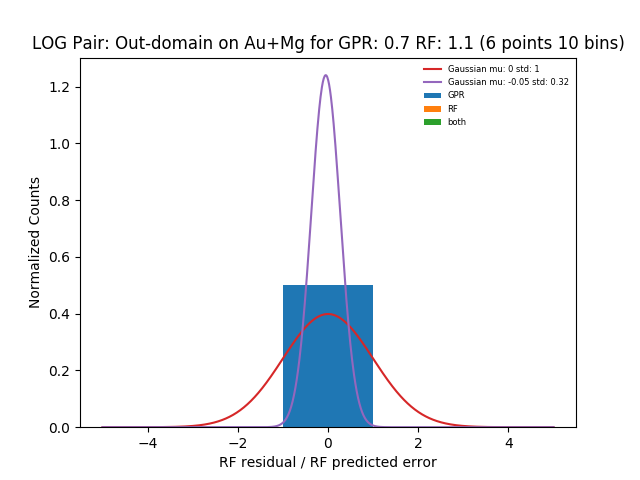 LOG Pair: Out-domain on Au+Mg for GPR: 0.7 RF: 1.1 (6 points 10 bins)
Gaussian mu: 0 std: 1
Gaussian mu: -0.05 std: 0.32
GPR
RF
both
Normalized Counts
1.2
1.0
0.8
0.6
0.4
0.2
0.0
−4
−2
0
2
4
RF residual / RF predicted error